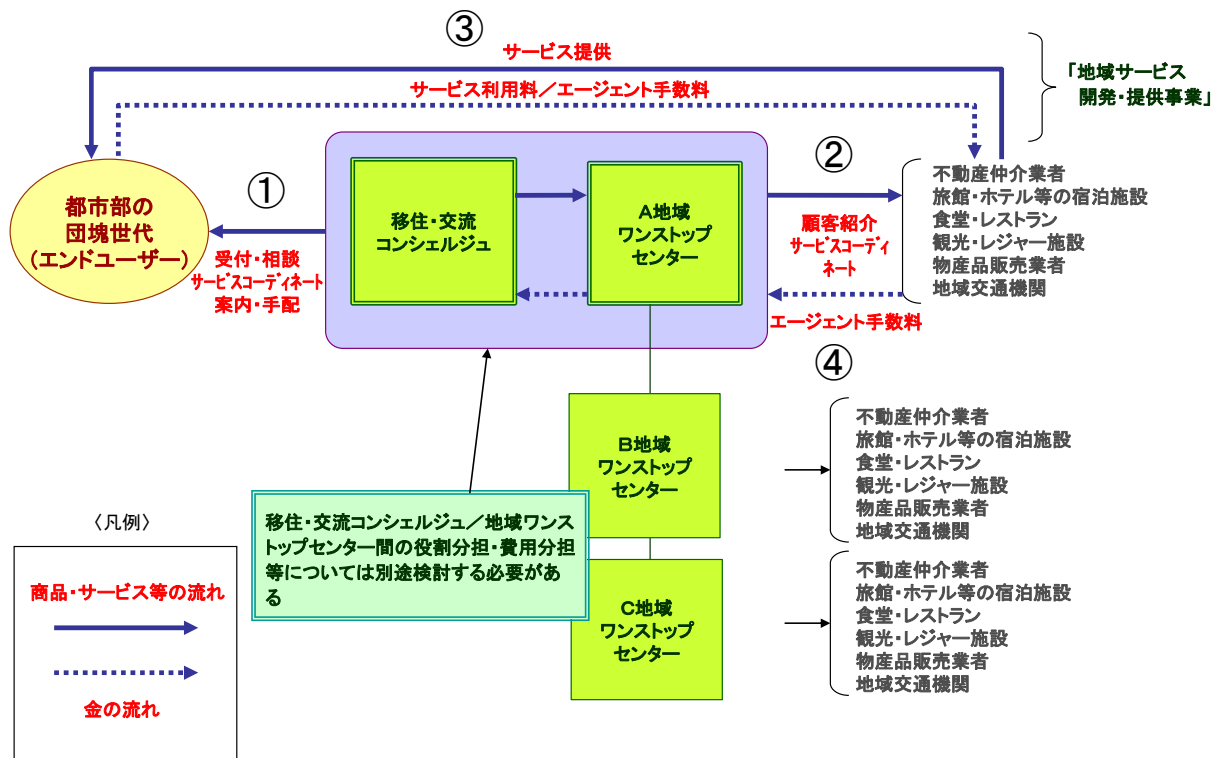 ③
サービス提供
サービス利用料／エージェント手数料
「地域サービス
開発・提供事業」
都市部の
団塊世代
(エンドユーザー)
①
受付・相談
サービスコーディネート
案内・手配
移住・交流
コンシェルジュ
A地域
ワンストップ
センター
②
顧客紹介
サービスコーディ
ネート
エージェント手数料
不動産仲介業者
旅館・ホテル等の宿泊施設
食堂・レストラン
観光・レジャー施設
物産品販売業者
地域交通機関
④
B地域
ワンストップ
センター
不動産仲介業者
旅館・ホテル等の宿泊施設
食堂・レストラン
観光・レジャー施設
物産品販売業者
地域交通機関
移住・交流コンシェルジュ／地域ワンス
トップセンター間の役割分担・費用分担
等については別途検討する必要があ
る
C地域
ワンストップ
センター
不動産仲介業者
旅館・ホテル等の宿泊施設
食堂・レストラン
観光・レジャー施設
物産品販売業者
地域交通機関
〈凡例〉
商品・サービス等の流れ
金の流れ